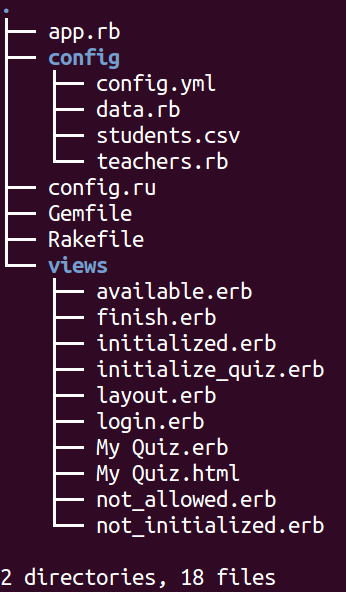 .
├── app.rb
├── config
│   ├── config.yml
│   ├── data.rb
│   ├── students.csv
│   └── teachers.rb
├── config.ru
├── Gemfile
├── Rakefile
└── views
    ├── available.erb
    ├── finish.erb
    ├── initialized.erb
    ├── initialize_quiz.erb
    ├── layout.erb
    ├── login.erb
    ├── My Quiz.erb
    ├── My Quiz.html
    ├── not_allowed.erb
    └── not_initialized.erb
2 directories, 18 files